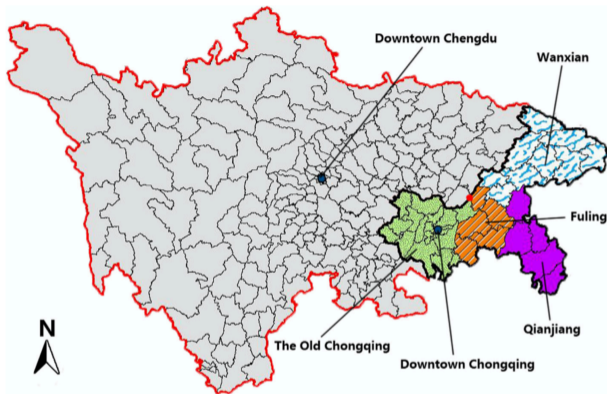 Downtown Chengdu
Wanxian
Fuling
Qianjiang
The Old Chongqing
Downtown Chongqing
N